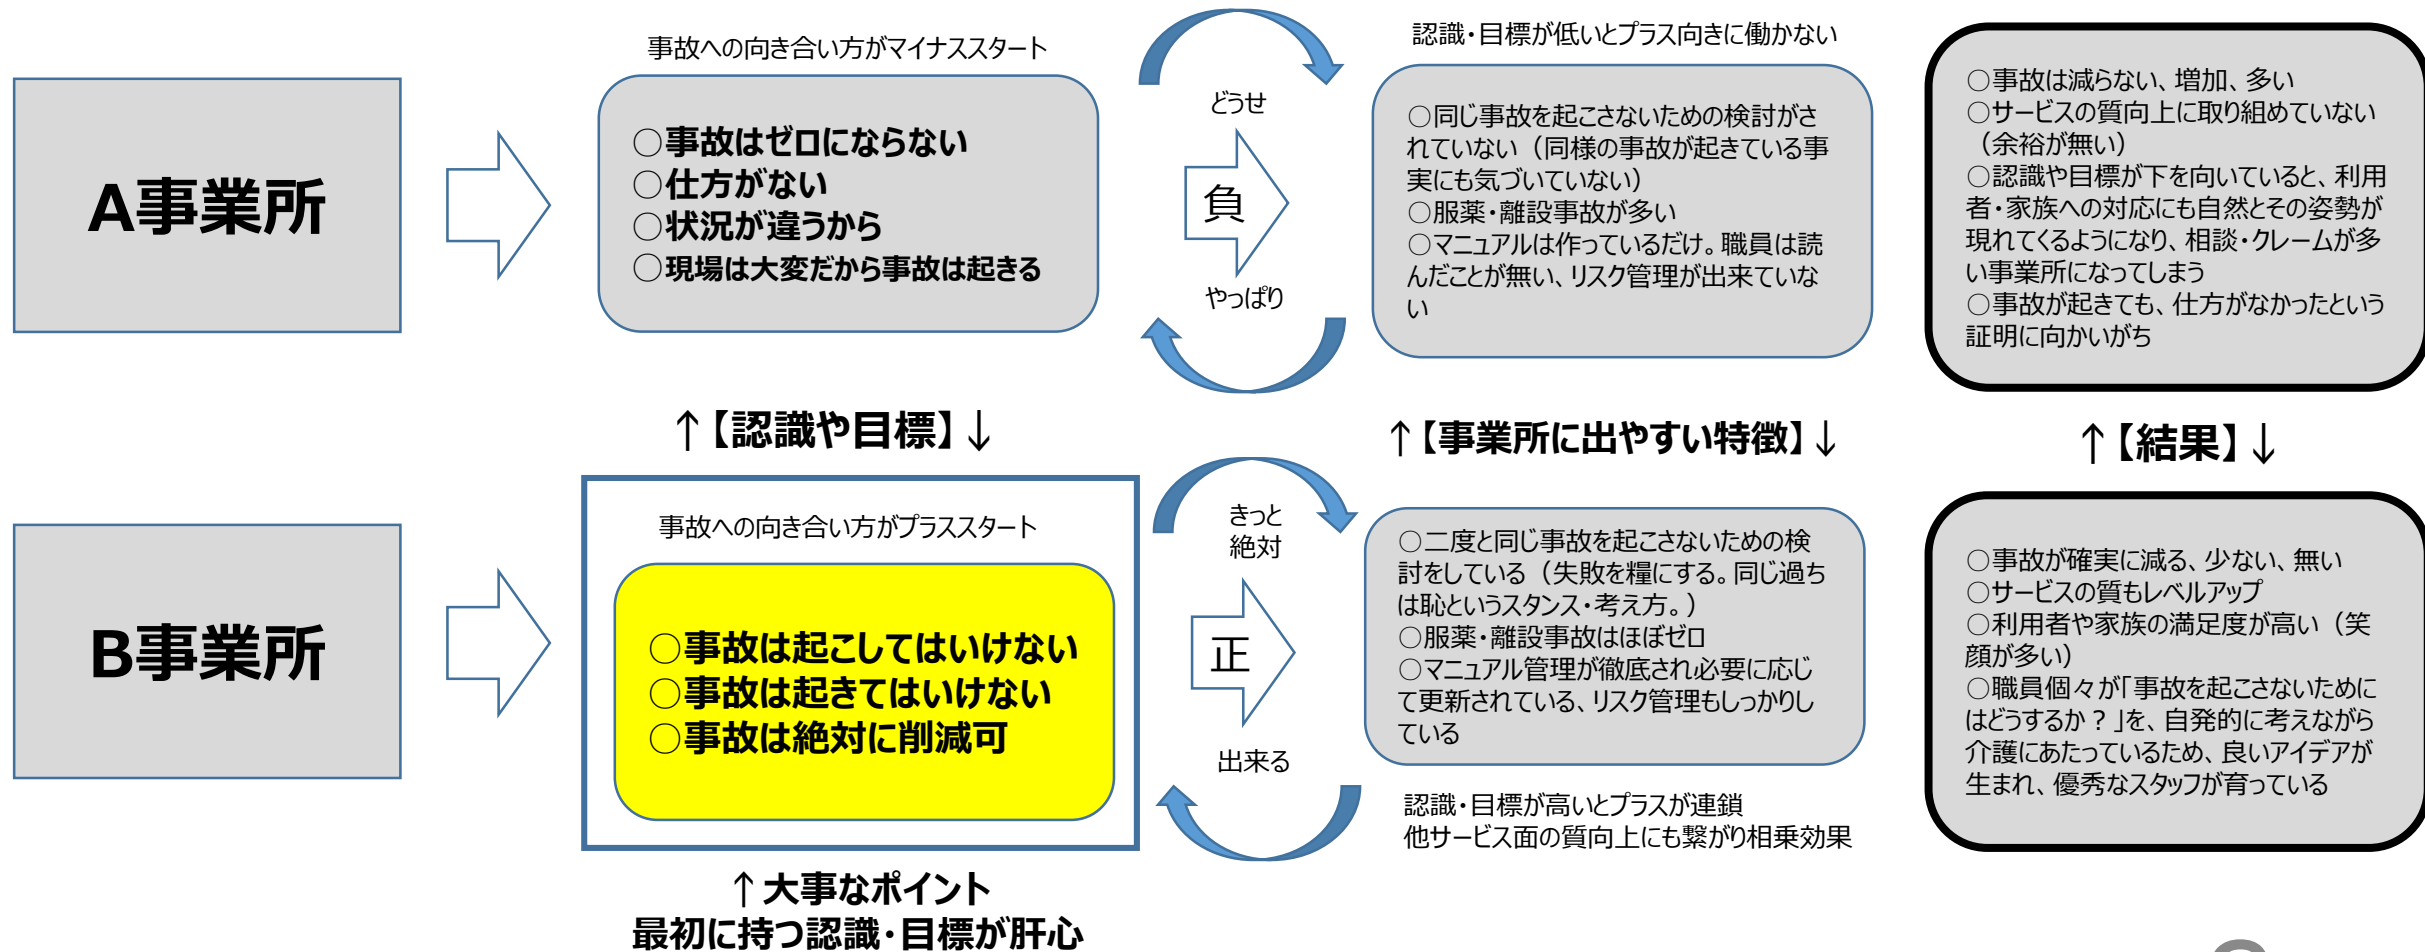 事故への向き合い方がマイナススタート
A事業所
○事故はゼロにならない
○仕方がない
○状況が違うから
○現場は大変だから事故は起きる
どうせ
負
やっぱり
認識・目標が低いとプラス向きに働かない
○同じ事故を起こさないための検討がさ
れていない（同様の事故が起きている事
実にも気づいていない）
○服薬・離設事故が多い
○マニュアルは作っているだけ。職員は読
んだことが無い、リスク管理が出来ていな
い
○事故は減らない、増加、多い
○サービスの質向上に取り組めていない
（余裕が無い）
○認識や目標が下を向いていると、利用
者・家族への対応にも自然とその姿勢が
現れてくるようになり、相談・クレームが多
い事業所になってしまう
○事故が起きても、仕方がなかったという
証明に向かいがち
↑【認識や目標】↓
↑【事業所に出やすい特徴】↓
↑【結果】↓
B事業所
事故への向き合い方がプラススタート
○事故は起こしてはいけない
○事故は起きてはいけない
○事故は絶対に削減可
↑大事なポイント
最初に持つ認識・目標が肝心
きっと
絶対
正
出来る
○二度と同じ事故を起こさないための検
討をしている（失敗を糧にする。同じ過ち
は恥というスタンス・考え方。）
○服薬・離設事故はほぼゼロ
○マニュアル管理が徹底され必要に応じ
て更新されている、リスク管理もしっかりし
ている
認識・目標が高いとプラスが連鎖
他サービス面の質向上にも繋がり相乗効果
○事故が確実に減る、少ない、無い
○サービスの質もレベルアップ
○利用者や家族の満足度が高い（笑
顔が多い）
○職員個々が「事故を起こさないために
はどうするか？」を、自発的に考えながら
介護にあたっているため、良いアイデアが
生まれ、優秀なスタッフが育っている